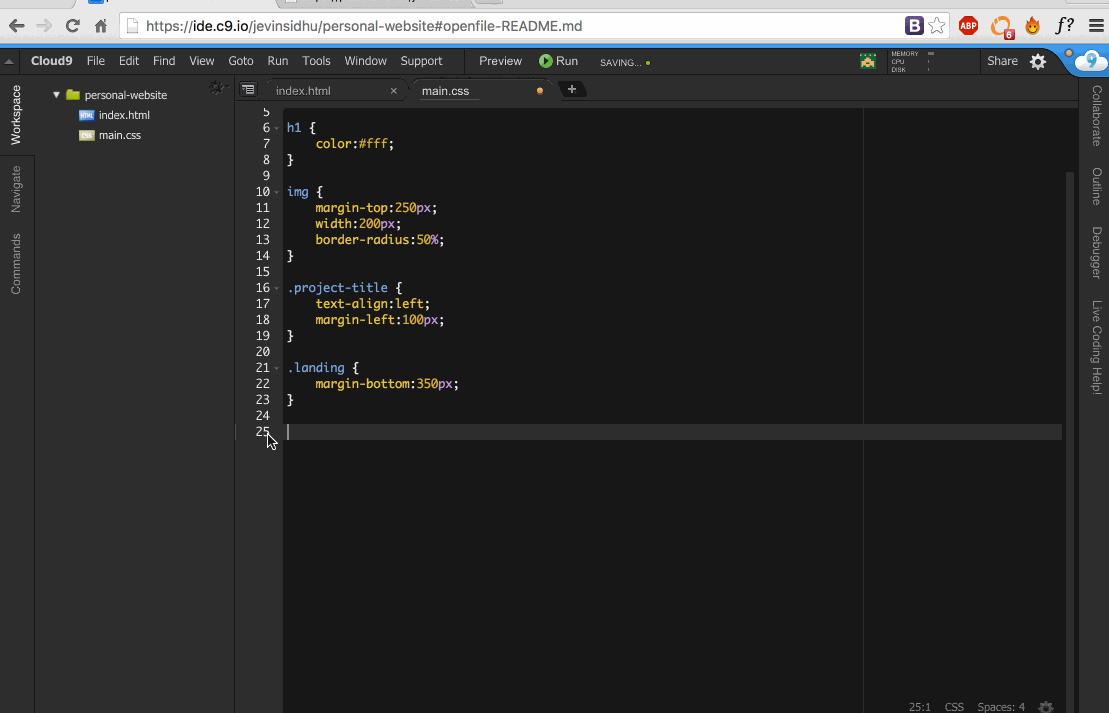 https://ide.c9.io/jevinsidhu/personal-website#openfile-README.md
B
ABP
6
f?
Cloud9 File Edit Find View Goto Run Tools Window Support Preview Run SAVING... MEMORY CPU DISK Share
Workspace
Navigate
Commands
personal-website
index.html
main.css
index.html × main.css +
5
6 h1 {
7 color:#fff;
8 }
9
10 img {
11 margin-top:250px;
12 width:200px;
13 border-radius:50%;
14 }
15
16 .project-title {
17 text-align:left;
18 margin-left:100px;
19 }
20
21 .landing {
22 margin-bottom:350px;
23 }
24
25
Collaborate
Outline
Debugger
Live Coding Help!
25:1 CSS Spaces: 4